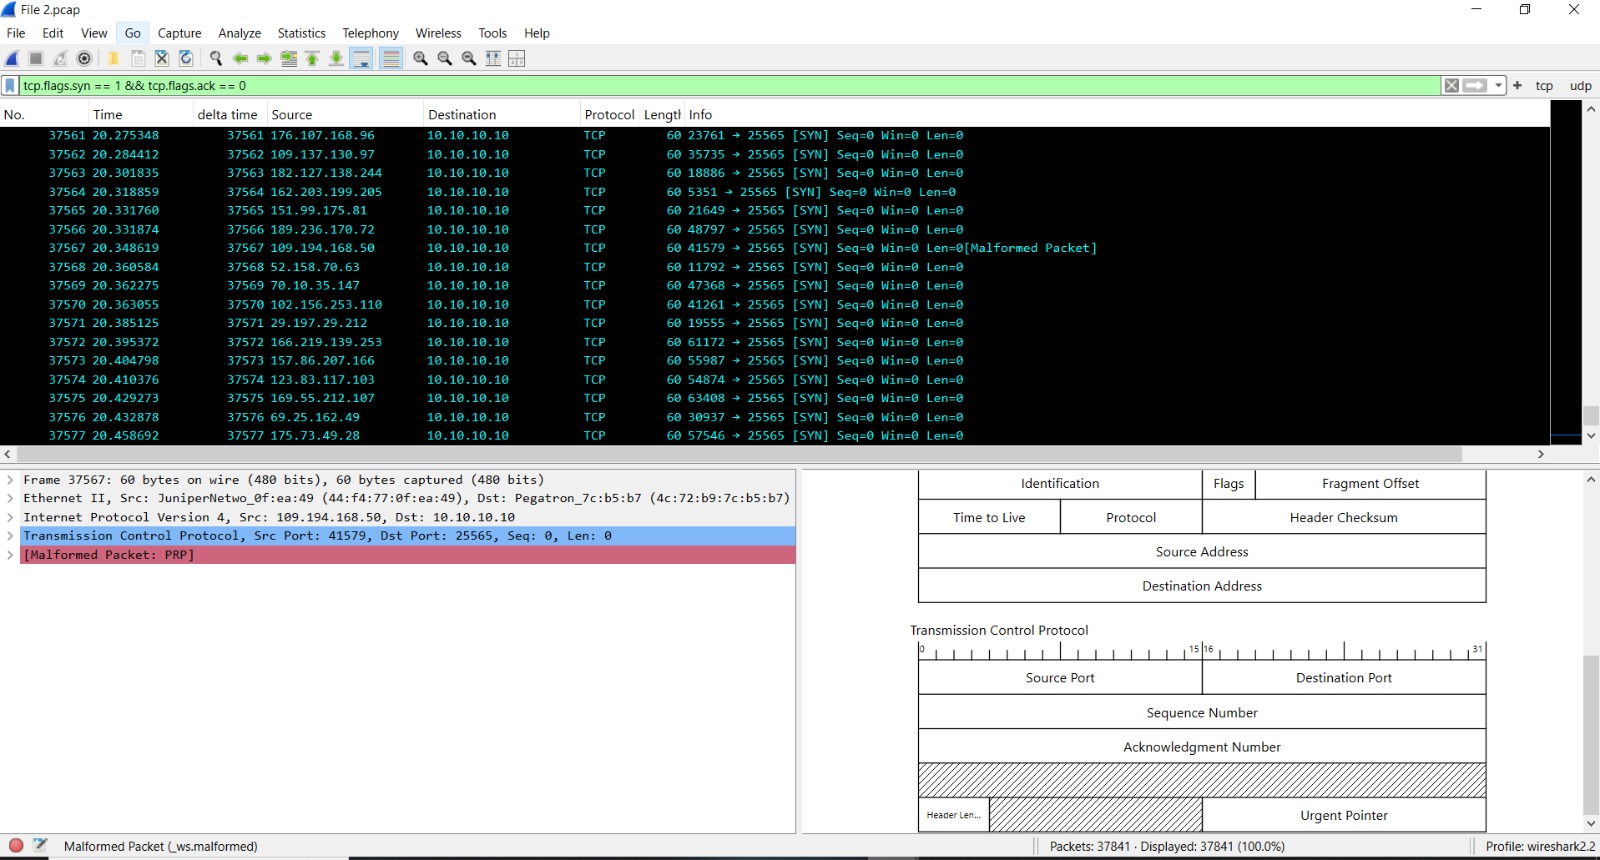 File 2.pcap
File Edit View Go Capture Analyze Statistics Telephony Wireless Tools Help
tcp.flags.syn == 1 && tcp.flags.ack == 0
+ tcp udp
No. Time delta time Source Destination Protocol Length Info
37561 20.275348 37561 176.107.168.96 10.10.10.10 TCP 60 23761 → 25565 [SYN] Seq=0 Win=0 Len=0
37562 20.284412 37562 109.137.130.97 10.10.10.10 TCP 60 35735 → 25565 [SYN] Seq=0 Win=0 Len=0
37563 20.301835 37563 182.127.138.244 10.10.10.10 TCP 60 18886 → 25565 [SYN] Seq=0 Win=0 Len=0
37564 20.318859 37564 162.203.199.205 10.10.10.10 TCP 60 5351 → 25565 [SYN] Seq=0 Win=0 Len=0
37565 20.331760 37565 151.99.175.81 10.10.10.10 TCP 60 21649 → 25565 [SYN] Seq=0 Win=0 Len=0
37566 20.331874 37566 189.236.170.72 10.10.10.10 TCP 60 48797 → 25565 [SYN] Seq=0 Win=0 Len=0
37567 20.348619 37567 109.194.168.50 10.10.10.10 TCP 60 41579 → 25565 [SYN] Seq=0 Win=0 Len=0[Malformed Packet]
37568 20.360584 37568 52.158.70.63 10.10.10.10 TCP 60 11792 → 25565 [SYN] Seq=0 Win=0 Len=0
37569 20.362275 37569 70.10.35.147 10.10.10.10 TCP 60 47368 → 25565 [SYN] Seq=0 Win=0 Len=0
37570 20.363055 37570 102.156.253.110 10.10.10.10 TCP 60 41261 → 25565 [SYN] Seq=0 Win=0 Len=0
37571 20.385125 37571 29.197.29.212 10.10.10.10 TCP 60 19555 → 25565 [SYN] Seq=0 Win=0 Len=0
37572 20.395372 37572 166.219.139.253 10.10.10.10 TCP 60 61172 → 25565 [SYN] Seq=0 Win=0 Len=0
37573 20.404798 37573 157.86.207.166 10.10.10.10 TCP 60 55987 → 25565 [SYN] Seq=0 Win=0 Len=0
37574 20.410376 37574 123.83.117.103 10.10.10.10 TCP 60 54874 → 25565 [SYN] Seq=0 Win=0 Len=0
37575 20.429273 37575 169.55.212.107 10.10.10.10 TCP 60 63408 → 25565 [SYN] Seq=0 Win=0 Len=0
37576 20.432878 37576 69.25.162.49 10.10.10.10 TCP 60 30937 → 25565 [SYN] Seq=0 Win=0 Len=0
37577 20.458692 37577 175.73.49.28 10.10.10.10 TCP 60 57546 → 25565 [SYN] Seq=0 Win=0 Len=0
Frame 37567: 60 bytes on wire (480 bits), 60 bytes captured (480 bits)
Ethernet II, Src: JuniperNetwo_0f:ea:49 (44:f4:77:0f:ea:49), Dst: Pegatron_7c:b5:b7 (4c:72:b9:7c:b5:b7)
Internet Protocol Version 4, Src: 109.194.168.50, Dst: 10.10.10.10
Transmission Control Protocol, Src Port: 41579, Dst Port: 25565, Seq: 0, Len: 0
[Malformed Packet: PRP]
Identification Flags Fragment Offset
Time to Live Protocol Header Checksum
Source Address
Destination Address
Transmission Control Protocol
0 15 16 31
Source Port Destination Port
Sequence Number
Acknowledgment Number
Header Len... Urgent Pointer
Malformed Packet (_ws.malformed) Packets: 37841 · Displayed: 37841 (100.0%) Profile: wireshark2.2